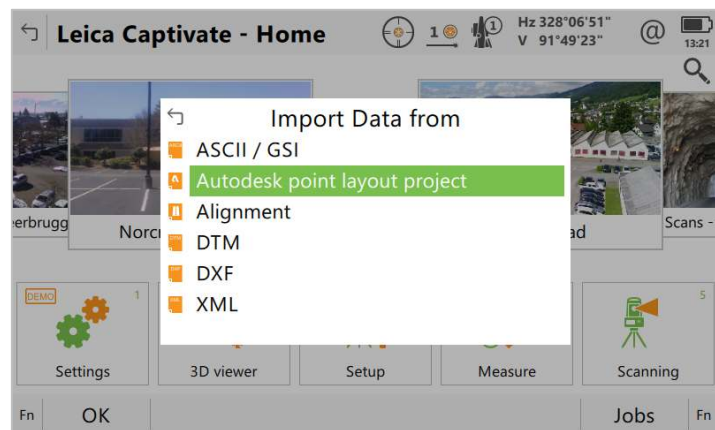 Leica Captivate - Home
1
1
Hz 328°06'51"
V 91°49'23"
@
13:21
Import Data from
ASCII / GSI
Autodesk point layout project
Alignment
DTM
DXF
XML
erbrugg
Norc
ad
Scans -
DEMO
1
5
Settings
3D viewer
Setup
Measure
Scanning
Fn
OK
Jobs
Fn